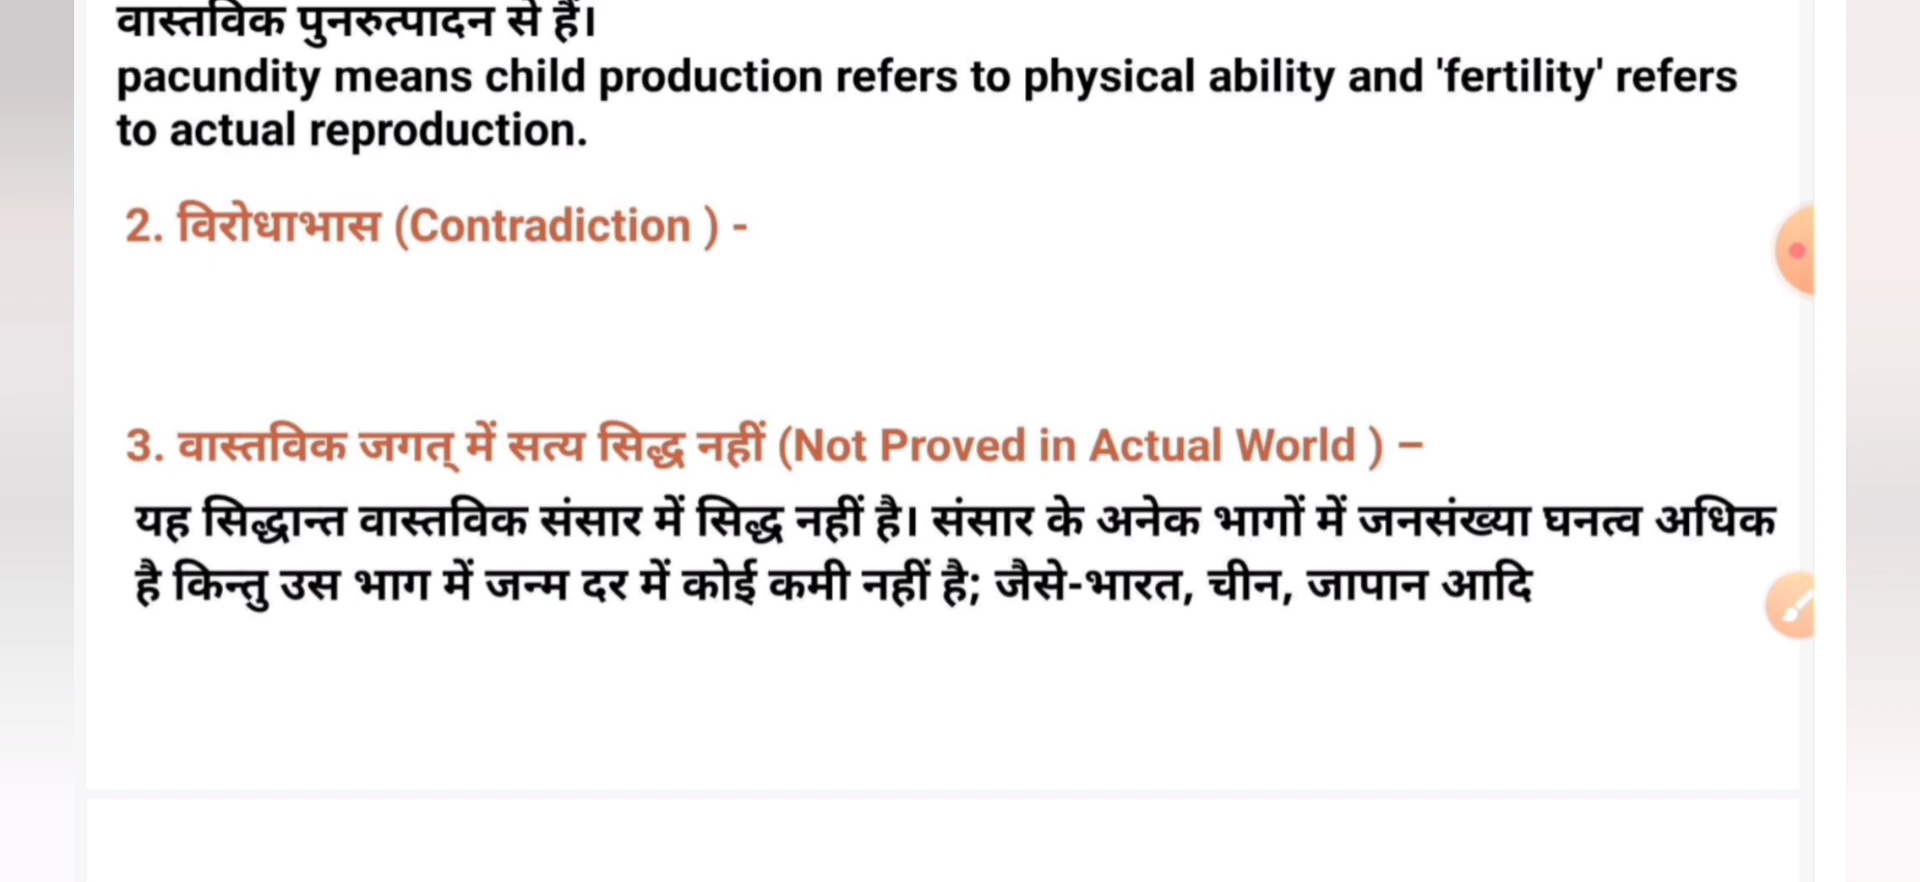 वास्तविक पुनरुत्पादन से हैं।
pacundity means child production refers to physical ability and 'fertility' refers
to actual reproduction.
2. विरोधाभास (Contradiction ) -
3. वास्तविक जगत् में सत्य सिद्ध नहीं (Not Proved in Actual World ) –
यह सिद्धान्त वास्तविक संसार में सिद्ध नहीं है। संसार के अनेक भागों में जनसंख्या घनत्व अधिक
है किन्तु उस भाग में जन्म दर में कोई कमी नहीं है; जैसे-भारत, चीन, जापान आदि